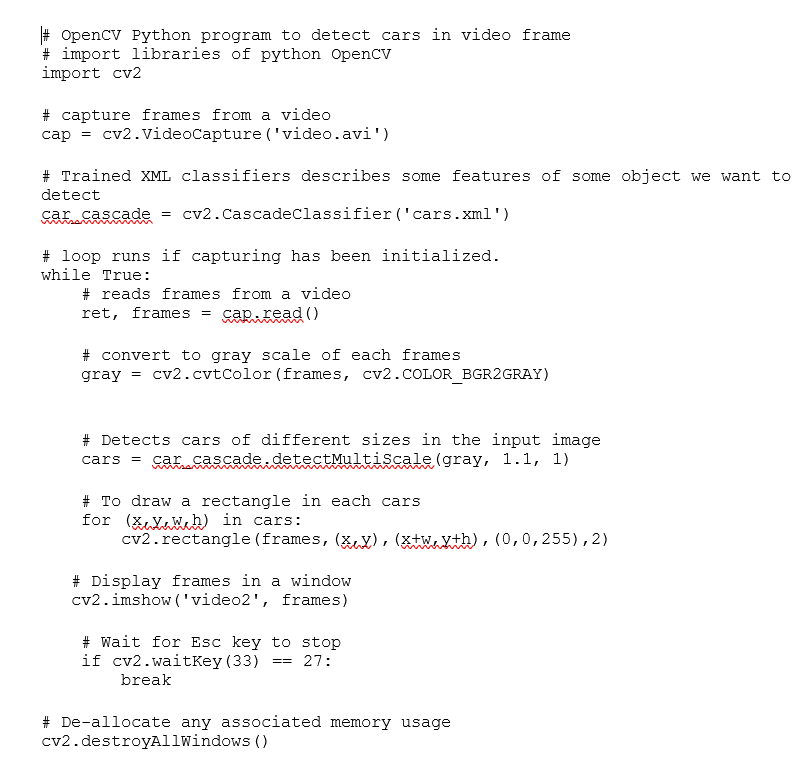 # OpenCV Python program to detect cars in video frame
# import libraries of python OpenCV
import cv2

# capture frames from a video
cap = cv2.VideoCapture('video.avi')

# Trained XML classifiers describes some features of some object we want to
detect
car_cascade = cv2.CascadeClassifier('cars.xml')

# loop runs if capturing has been initialized.
while True:
    # reads frames from a video
    ret, frames = cap.read()

    # convert to gray scale of each frames
    gray = cv2.cvtColor(frames, cv2.COLOR_BGR2GRAY)


    # Detects cars of different sizes in the input image
    cars = car_cascade.detectMultiScale(gray, 1.1, 1)

    # To draw a rectangle in each cars
    for (x,y,w,h) in cars:
        cv2.rectangle(frames,(x,y),(x+w,y+h),(0,0,255),2)

   # Display frames in a window
   cv2.imshow('video2', frames)

    # Wait for Esc key to stop
    if cv2.waitKey(33) == 27:
        break

# De-allocate any associated memory usage
cv2.destroyAllWindows()